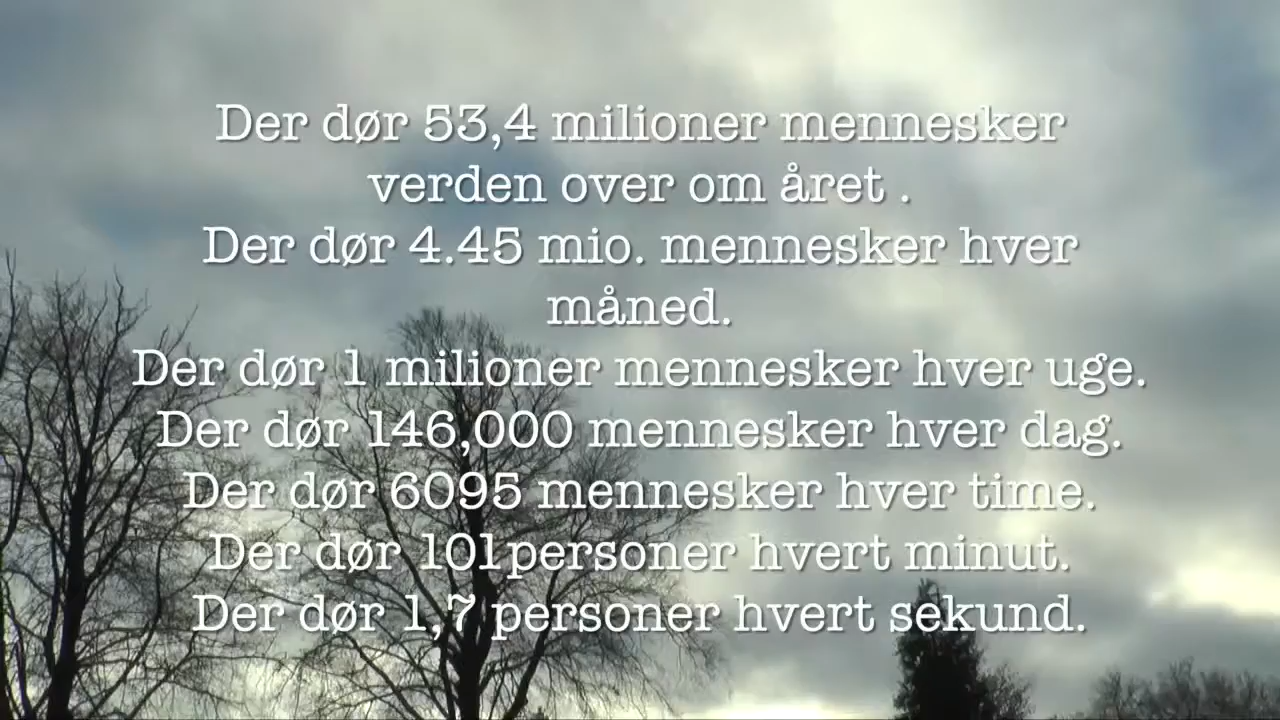 Der dør 53,4 milioner mennesker
verden over om året .
Der dør 4.45 mio. mennesker hver
måned.
Der dør 1 milioner mennesker hver uge.
Der dør 146,000 mennesker hver dag.
Der dør 6095 mennesker hver time.
Der dør 101personer hvert minut.
Der dør 1,7 personer hvert sekund.